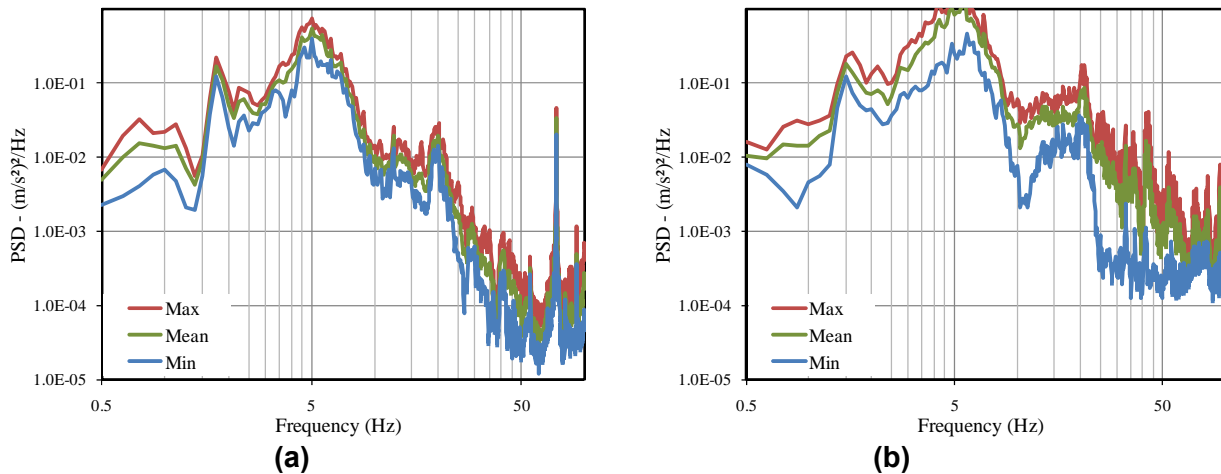 PSD - (m/s²)²/Hz
1.0E-01
1.0E-02
1.0E-03
1.0E-04
1.0E-05
Max
Mean
Min
0.5 5 50
Frequency (Hz)
(a)
PSD - (m/s²)²/Hz
1.0E-01
1.0E-02
1.0E-03
1.0E-04
1.0E-05
Max
Mean
Min
0.5 5 50
Frequency (Hz)
(b)